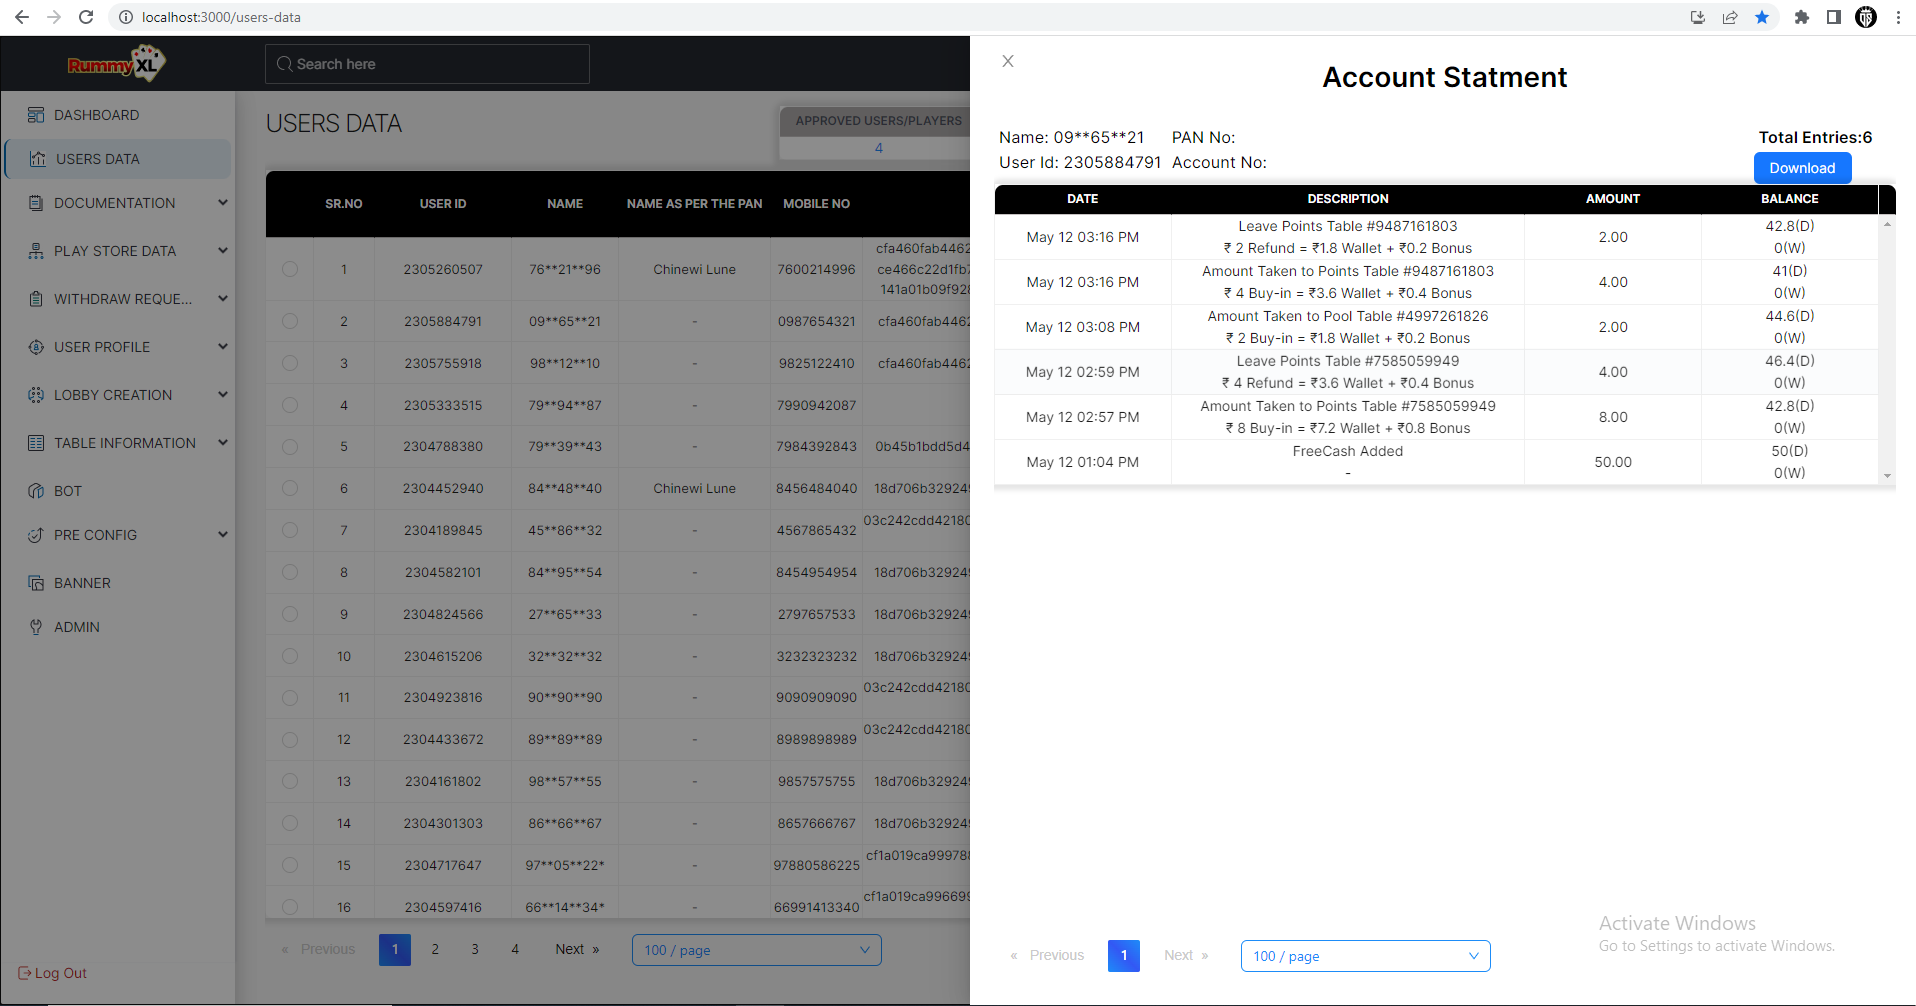 localhost:3000/users-data
RummyXL
Search here
DASHBOARD
USERS DATA
DOCUMENTATION
PLAY STORE DATA
WITHDRAW REQUE...
USER PROFILE
LOBBY CREATION
TABLE INFORMATION
BOT
PRE CONFIG
BANNER
ADMIN
Log Out
USERS DATA
APPROVED USERS/PLAYERS
4
SR.NO USER ID NAME NAME AS PER THE PAN MOBILE NO
1 2305260507 76**21**96 Chinewi Lune 7600214996 cfa460fab4462 ce466c22d1fb7 141a01b09f928
2 2305884791 09**65**21 - 0987654321 cfa460fab4462
3 2305755918 98**12**10 - 9825122410 cfa460fab4462
4 2305333515 79**94**87 - 7990942087
5 2304788380 79**39**43 - 7984392843 0b45b1bdd5d4
6 2304452940 84**48**40 Chinewi Lune 8456484040 18d706b32924
7 2304189845 45**86**32 - 4567865432 03c242cdd42180
8 2304582101 84**95**54 - 8454954954 18d706b32924
9 2304824566 27**65**33 - 2797657533 18d706b32924
10 2304615206 32**32**32 - 3232323232 18d706b32924
11 2304923816 90**90**90 - 9090909090 03c242cdd42180
12 2304433672 89**89**89 - 8989898989 03c242cdd42180
13 2304161802 98**57**55 - 9857575755 18d706b32924
14 2304301303 86**66**67 - 8657666767 18d706b32924
15 2304717647 97**05**22* - 97880586225 cf1a019ca99978
16 2304597416 66**14**34* - 66991413340 cf1a019ca99669
« Previous 1 2 3 4 Next » 100 / page
Account Statment
Name: 09**65**21 PAN No:
User Id: 2305884791 Account No:
Total Entries:6
Download
DATE DESCRIPTION AMOUNT BALANCE
May 12 03:16 PM Leave Points Table #9487161803 2.00 42.8(D)
₹ 2 Refund = ₹1.8 Wallet + ₹0.2 Bonus 0(W)
May 12 03:16 PM Amount Taken to Points Table #9487161803 4.00 41(D)
₹ 4 Buy-in = ₹3.6 Wallet + ₹0.4 Bonus 0(W)
May 12 03:08 PM Amount Taken to Pool Table #4997261826 2.00 44.6(D)
₹ 2 Buy-in = ₹1.8 Wallet + ₹0.2 Bonus 0(W)
May 12 02:59 PM Leave Points Table #7585059949 4.00 46.4(D)
₹ 4 Refund = ₹3.6 Wallet + ₹0.4 Bonus 0(W)
May 12 02:57 PM Amount Taken to Points Table #7585059949 8.00 42.8(D)
₹ 8 Buy-in = ₹7.2 Wallet + ₹0.8 Bonus 0(W)
May 12 01:04 PM FreeCash Added 50.00 50(D)
- 0(W)
« Previous 1 Next » 100 / page
Activate Windows
Go to Settings to activate Windows.